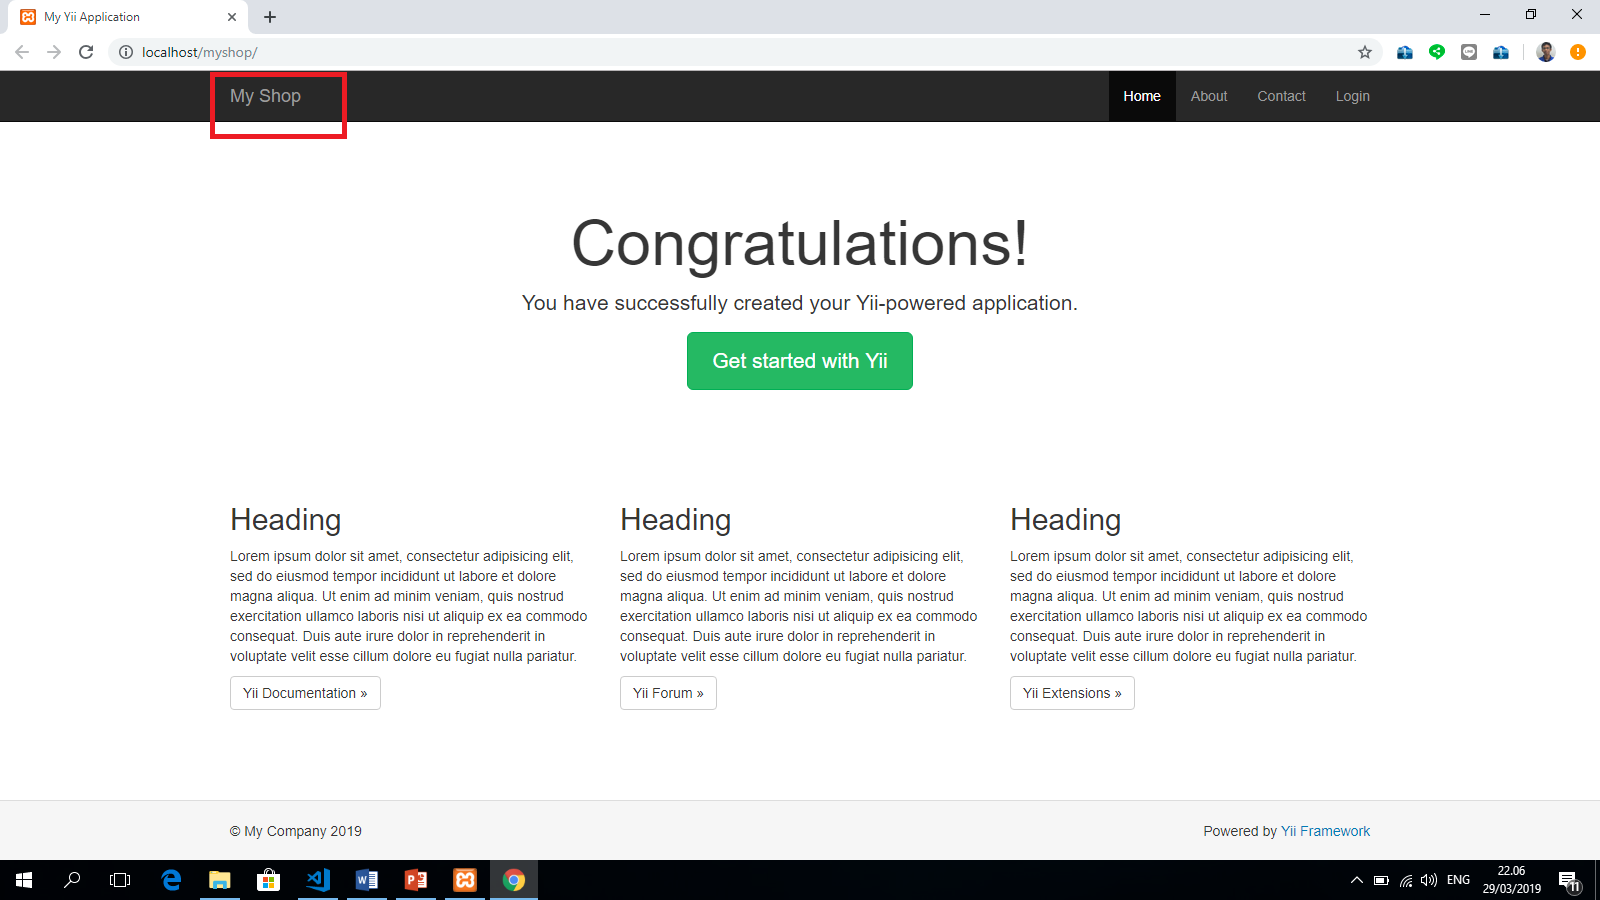 My Yii Application
localhost/myshop/
My Shop
Home About Contact Login
Congratulations!
You have successfully created your Yii-powered application.
Get started with Yii
Heading
Lorem ipsum dolor sit amet, consectetur adipisicing elit,
sed do eiusmod tempor incididunt ut labore et dolore
magna aliqua. Ut enim ad minim veniam, quis nostrud
exercitation ullamco laboris nisi ut aliquip ex ea commodo
consequat. Duis aute irure dolor in reprehenderit in
voluptate velit esse cillum dolore eu fugiat nulla pariatur.
Yii Documentation »
Heading
Lorem ipsum dolor sit amet, consectetur adipisicing elit,
sed do eiusmod tempor incididunt ut labore et dolore
magna aliqua. Ut enim ad minim veniam, quis nostrud
exercitation ullamco laboris nisi ut aliquip ex ea commodo
consequat. Duis aute irure dolor in reprehenderit in
voluptate velit esse cillum dolore eu fugiat nulla pariatur.
Yii Forum »
Heading
Lorem ipsum dolor sit amet, consectetur adipisicing elit,
sed do eiusmod tempor incididunt ut labore et dolore
magna aliqua. Ut enim ad minim veniam, quis nostrud
exercitation ullamco laboris nisi ut aliquip ex ea commodo
consequat. Duis aute irure dolor in reprehenderit in
voluptate velit esse cillum dolore eu fugiat nulla pariatur.
Yii Extensions »
© My Company 2019
Powered by Yii Framework
ENG
22.06
29/03/2019
11